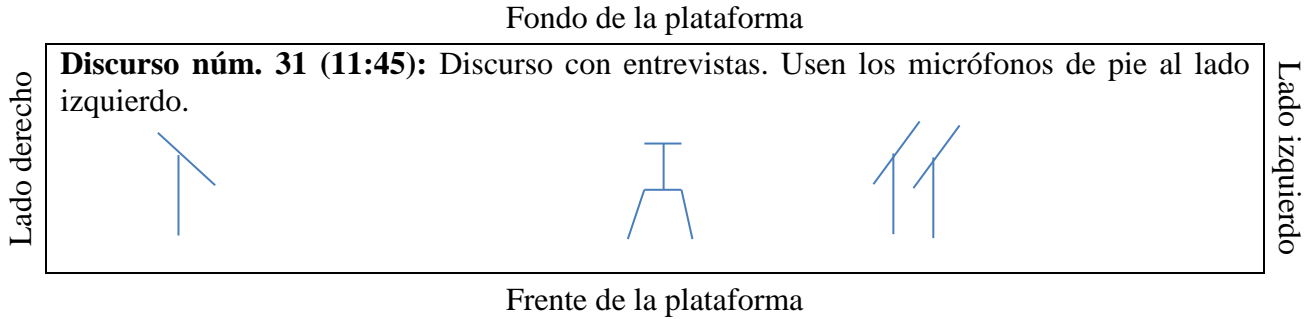 Fondo de la plataforma
Discurso núm. 31 (11:45): Discurso con entrevistas. Usen los micrófonos de pie al lado
izquierdo.
Lado derecho
Lado izquierdo
Frente de la plataforma